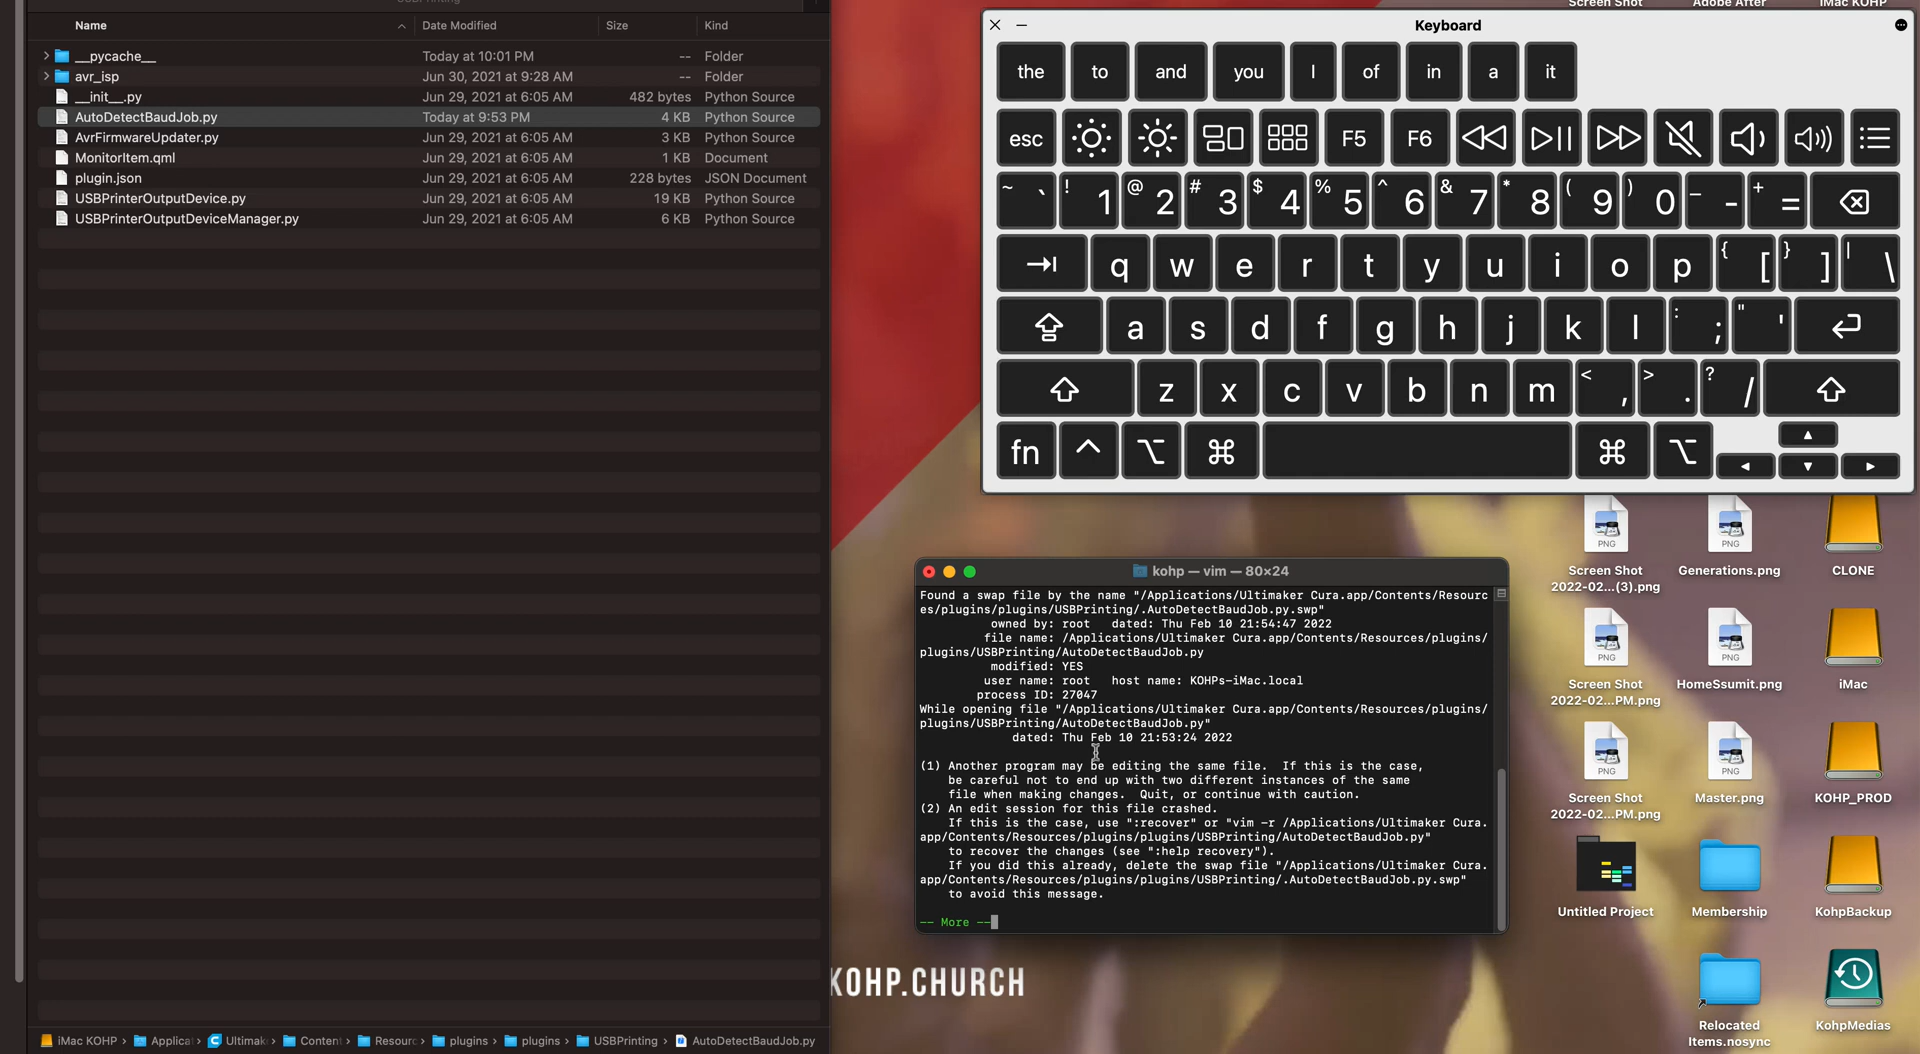 Name
Date Modified
Size
Kind
__pycache__
Today at 10:01 PM
--
Folder
avr_isp
Jun 30, 2021 at 9:28 AM
--
Folder
__init__.py
Jun 29, 2021 at 6:05 AM
482 bytes
Python Source
AutoDetectBaudJob.py
Today at 9:53 PM
4 KB
Python Source
AvrFirmwareUpdater.py
Jun 29, 2021 at 6:05 AM
3 KB
Python Source
MonitorItem.qml
Jun 29, 2021 at 6:05 AM
1 KB
Document
plugin.json
Jun 29, 2021 at 6:05 AM
228 bytes
JSON Document
USBPrinterOutputDevice.py
Jun 29, 2021 at 6:05 AM
19 KB
Python Source
USBPrinterOutputDeviceManager.py
Jun 29, 2021 at 6:05 AM
6 KB
Python Source
iMac KOHP
Applica
Ultimak
Content
Resourc
plugins
plugins
USBPrinting
AutoDetectBaudJob.py
Screen Shot
Adobe After
iMac KOHP
Keyboard
the to and you I of in a it
esc F5 F6
~ ` ! 1 @ 2 # 3 $ 4 % 5 ^ 6 & 7 * 8 ( 9 ) 0 _ - + =
q w e r t y u i o p { [ } ] | \
a s d f g h j k l : ; " '
z x c v b n m < , > . ? /
fn ^ ⌥ ⌘ ⌘ ⌥
kohp — vim — 80×24
Found a swap file by the name "/Applications/Ultimaker Cura.app/Contents/Resourc
es/plugins/plugins/USBPrinting/.AutoDetectBaudJob.py.swp"
owned by: root   dated: Thu Feb 10 21:54:47 2022
file name: /Applications/Ultimaker Cura.app/Contents/Resources/plugins/
plugins/USBPrinting/AutoDetectBaudJob.py
modified: YES
user name: root   host name: KOHPs-iMac.local
process ID: 27047
While opening file "/Applications/Ultimaker Cura.app/Contents/Resources/plugins/
plugins/USBPrinting/AutoDetectBaudJob.py"
dated: Thu Feb 10 21:53:24 2022
(1) Another program may be editing the same file.  If this is the case,
be careful not to end up with two different instances of the same
file when making changes.  Quit, or continue with caution.
(2) An edit session for this file crashed.
If this is the case, use ":recover" or "vim -r /Applications/Ultimaker Cura.
app/Contents/Resources/plugins/plugins/USBPrinting/AutoDetectBaudJob.py"
to recover the changes (see ":help recovery").
If you did this already, delete the swap file "/Applications/Ultimaker Cura.
app/Contents/Resources/plugins/plugins/USBPrinting/.AutoDetectBaudJob.py.swp"
to avoid this message.
-- More --
KOHP.CHURCH
PNG
Screen Shot
2022-02...(3).png
PNG
Generations.png
CLONE
PNG
Screen Shot
2022-02...PM.png
PNG
HomeSsumit.png
iMac
PNG
Screen Shot
2022-02...PM.png
PNG
Master.png
KOHP_PROD
Untitled Project
Membership
KohpBackup
Relocated
Items.nosync
KohpMedias